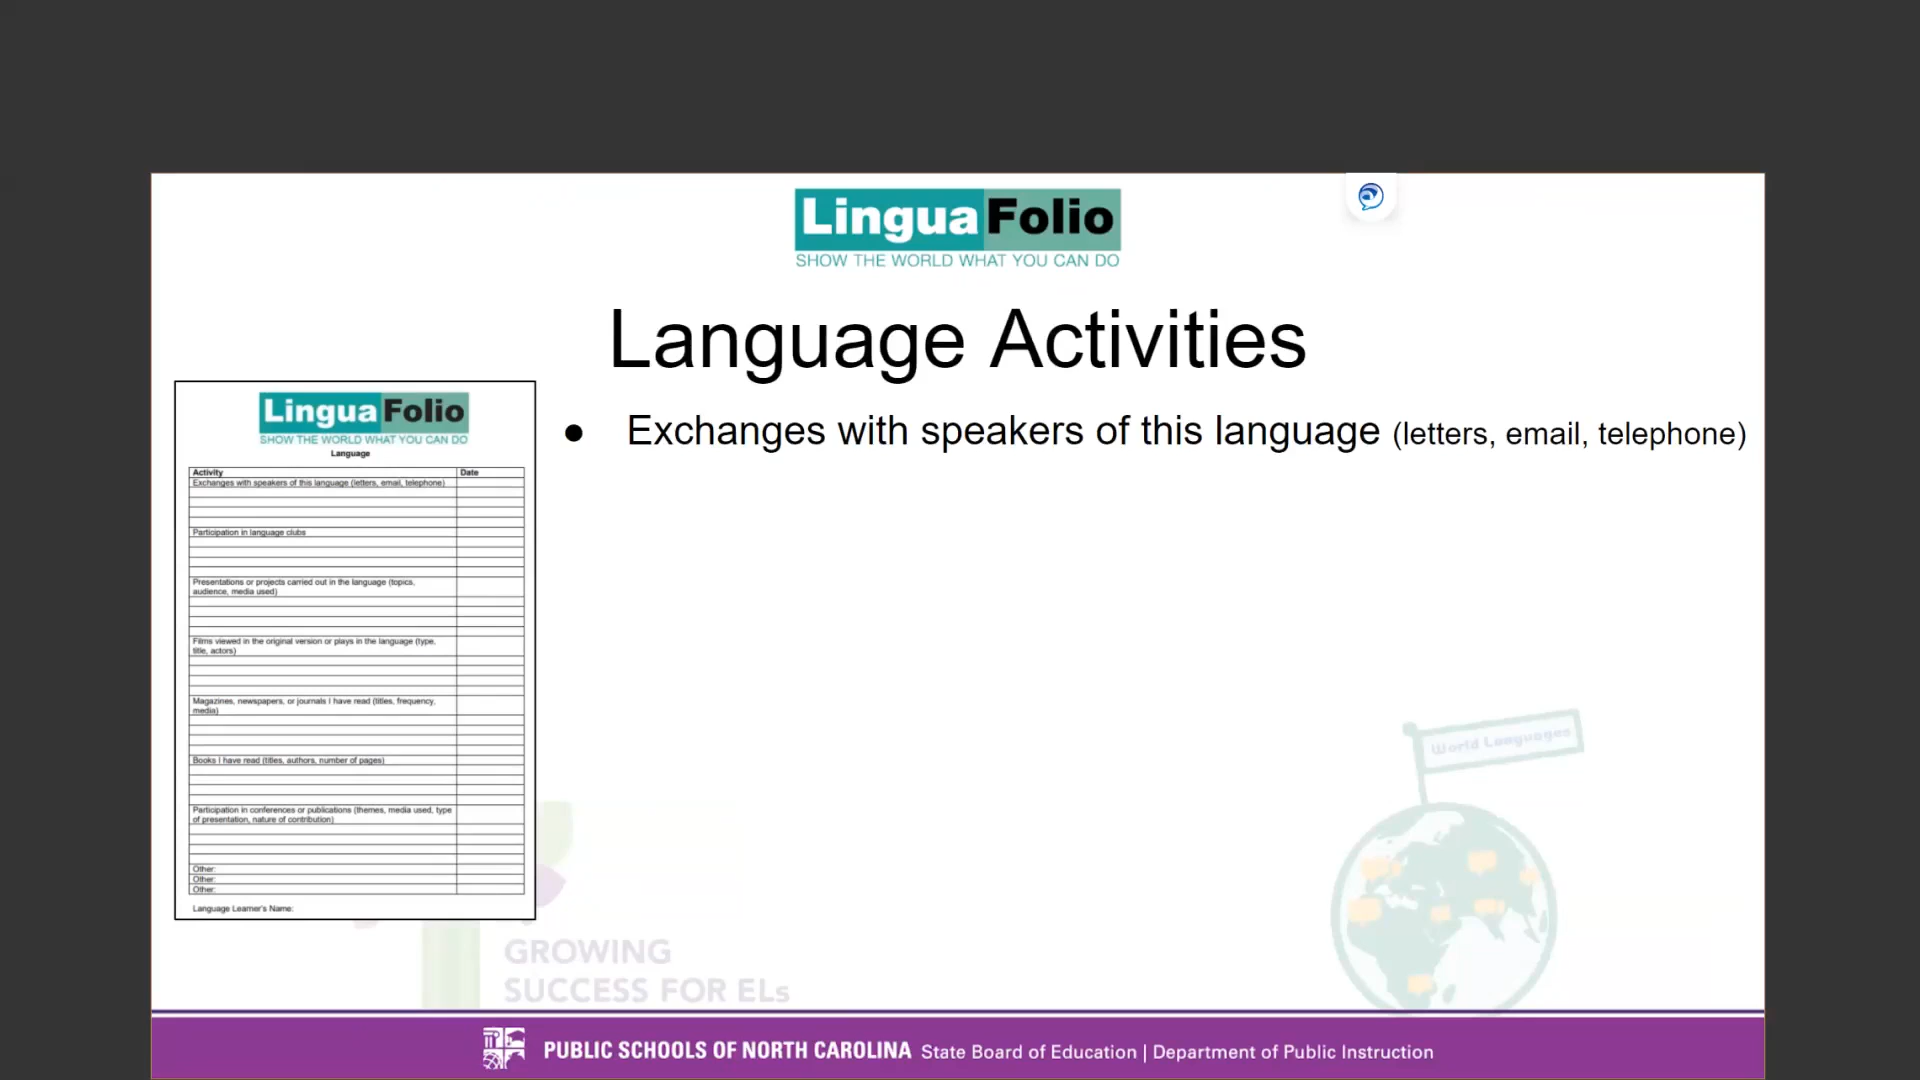 LinguaFolio
SHOW THE WORLD WHAT YOU CAN DO
Language Activities
LinguaFolio
SHOW THE WORLD WHAT YOU CAN DO
Language
Activity Date
Exchanges with speakers of this language (letters, email, telephone)
Participation in language clubs
Presentations or projects carried out in the language (topics,
audience, media used)
Films viewed in the original version or plays in the language (type,
title, actors)
Magazines, newspapers, or journals I have read (titles, frequency,
media)
Books I have read (titles, authors, number of pages)
Participation in conferences or publications (themes, media used, type
of presentation, nature of contribution)
Other:
Other:
Other:
Language Learner's Name:
● Exchanges with speakers of this language (letters, email, telephone)
World Languages
GROWING
SUCCESS FOR ELs
PUBLIC SCHOOLS OF NORTH CAROLINA State Board of Education | Department of Public Instruction